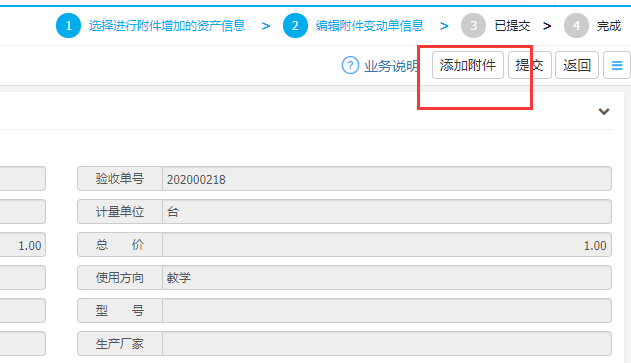 1 选择进行附件增加的资产信息 > 2 编辑附件变动单信息 > 3 已提交 > 4 完成
? 业务说明 添加附件 提交 返回
验收单号 202000218
计量单位 台
1.00 总 价 1.00
使用方向 教学
型 号
生产厂家